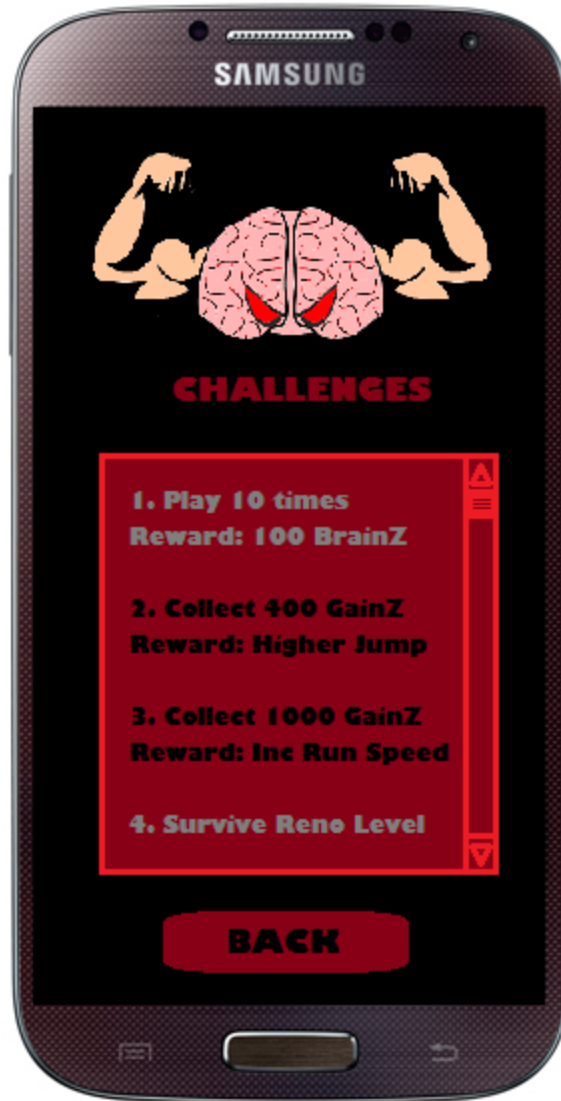 SAMSUNG
CHALLENGES
1. Play 10 times
Reward: 100 BrainZ
2. Collect 400 GainZ
Reward: Higher Jump
3. Collect 1000 GainZ
Reward: Inc Run Speed
4. Survive Reno Level
BACK